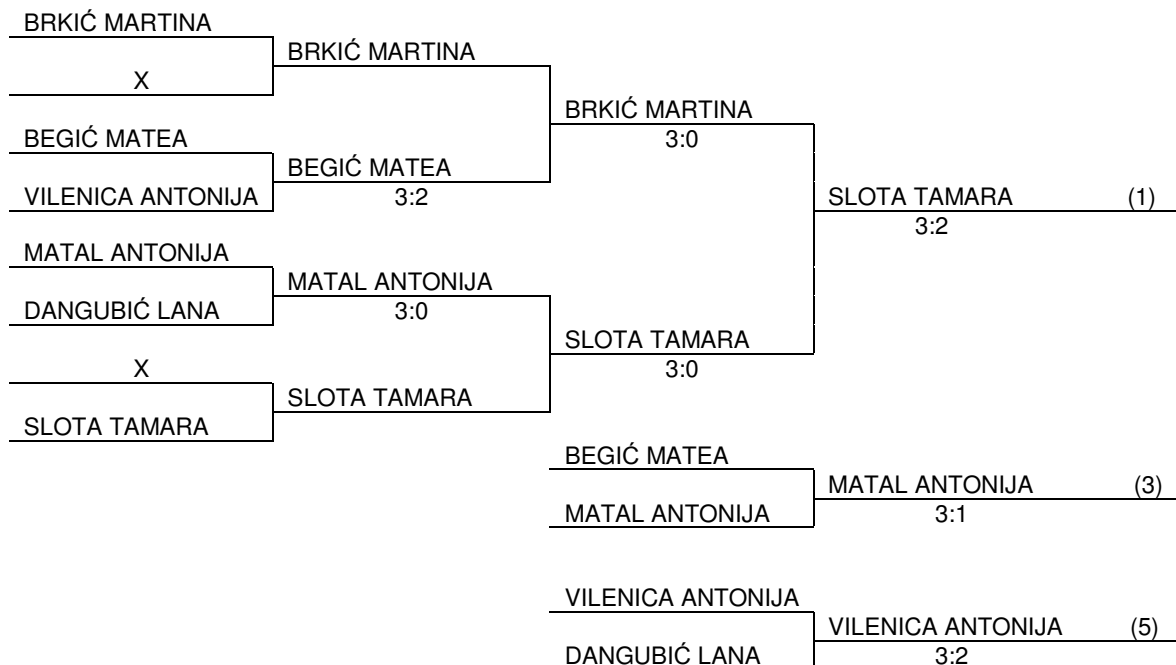 BRKIĆ MARTINA
BRKIĆ MARTINA
X
BRKIĆ MARTINA
3:0
BEGIĆ MATEA
BEGIĆ MATEA
3:2
VILENICA ANTONIJA
SLOTA TAMARA (1)
3:2
MATAL ANTONIJA
MATAL ANTONIJA
3:0
DANGUBIĆ LANA
SLOTA TAMARA
3:0
X
SLOTA TAMARA
SLOTA TAMARA
BEGIĆ MATEA
MATAL ANTONIJA (3)
3:1
MATAL ANTONIJA
VILENICA ANTONIJA
VILENICA ANTONIJA (5)
3:2
DANGUBIĆ LANA